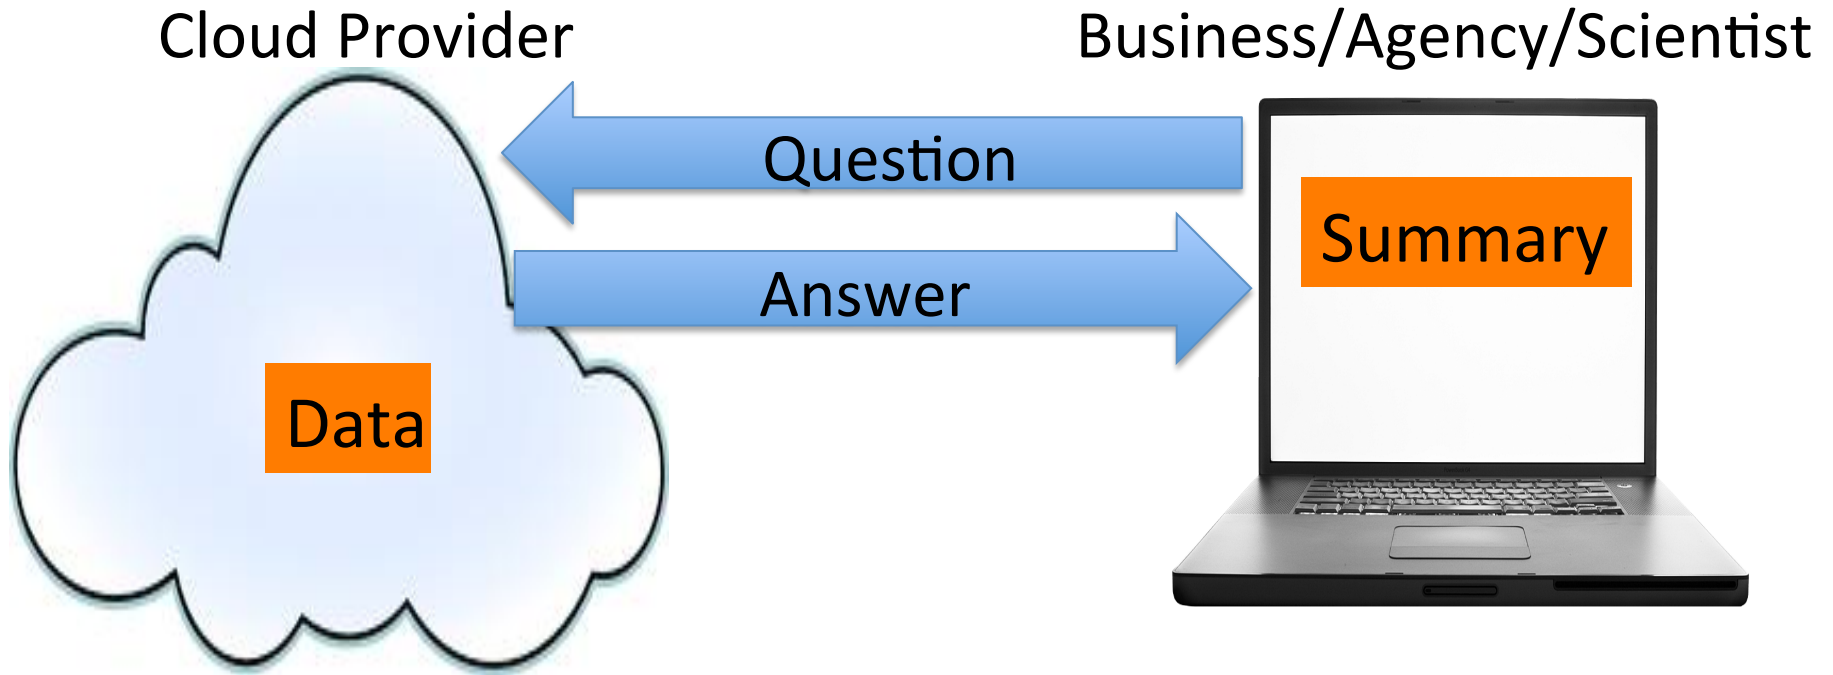 Cloud Provider
Business/Agency/Scientist
Question
Answer
Summary
Data